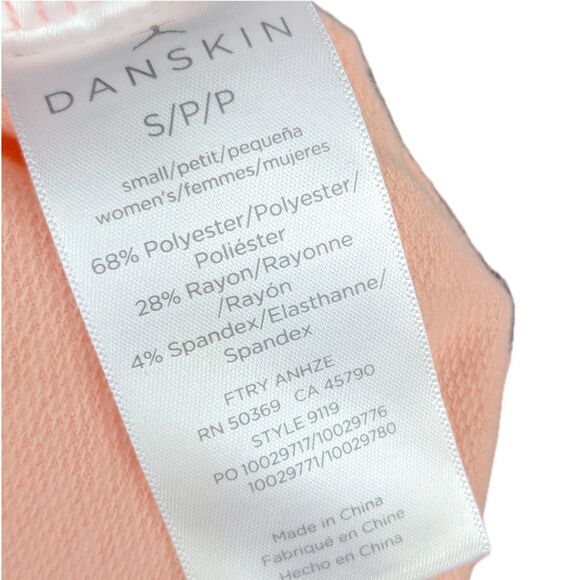 DANSKIN
S/P/P
small/petit/pequeña
women's/femmes/mujeres
68% Polyester/Polyester/
Poliéster
28% Rayon/Rayonne
/Rayón
4% Spandex/Elasthanne/
Spandex
FTRY ANHZE
RN 50369 CA 45790
STYLE 9119
PO 10029717/10029776
10029771/10029780
Made in China
Fabriqué en Chine
Hecho en China